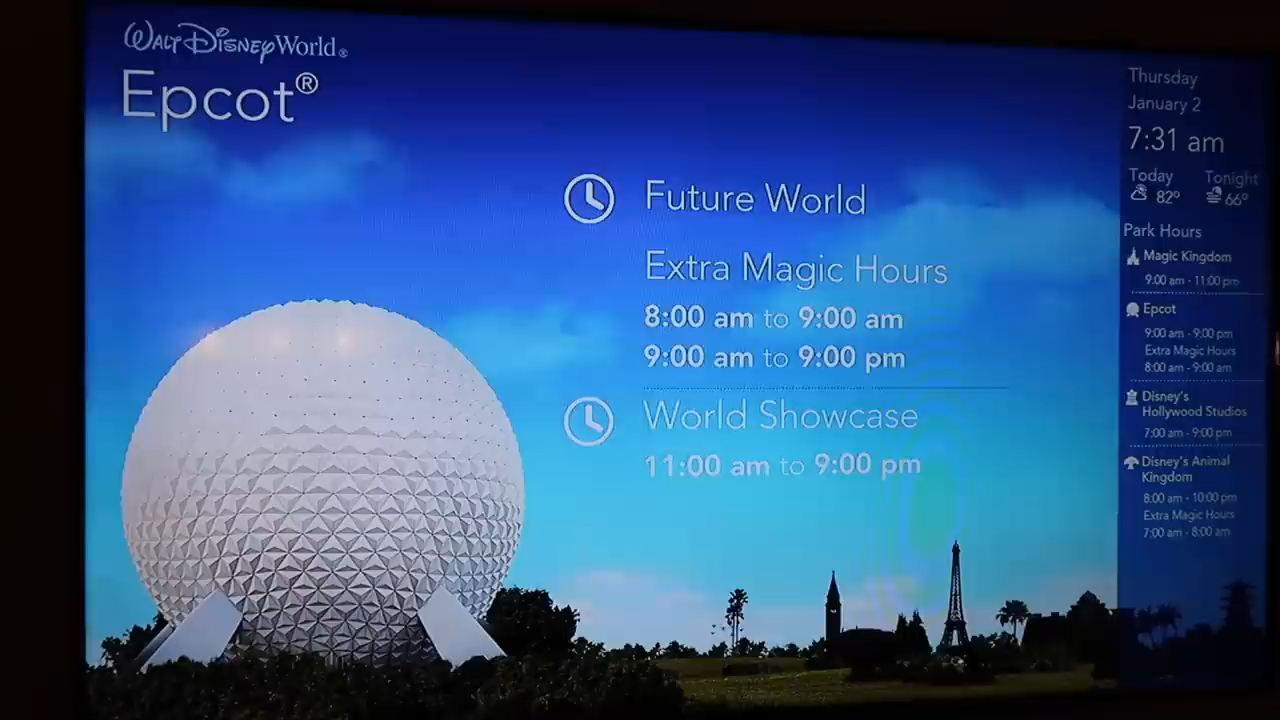 Walt Disney World®
Epcot®
Future World
Extra Magic Hours
8:00 am to 9:00 am
9:00 am to 9:00 pm
World Showcase
11:00 am to 9:00 pm
Thursday
January 2
7:31 am
Today Tonight
82° 66°
Park Hours
Magic Kingdom
9:00 am - 11:00 pm
Epcot
9:00 am - 9:00 pm
Extra Magic Hours
8:00 am - 9:00 am
Disney's
Hollywood Studios
7:00 am - 9:00 pm
Disney's Animal
Kingdom
8:00 am - 10:00 pm
Extra Magic Hours
7:00 am - 8:00 am